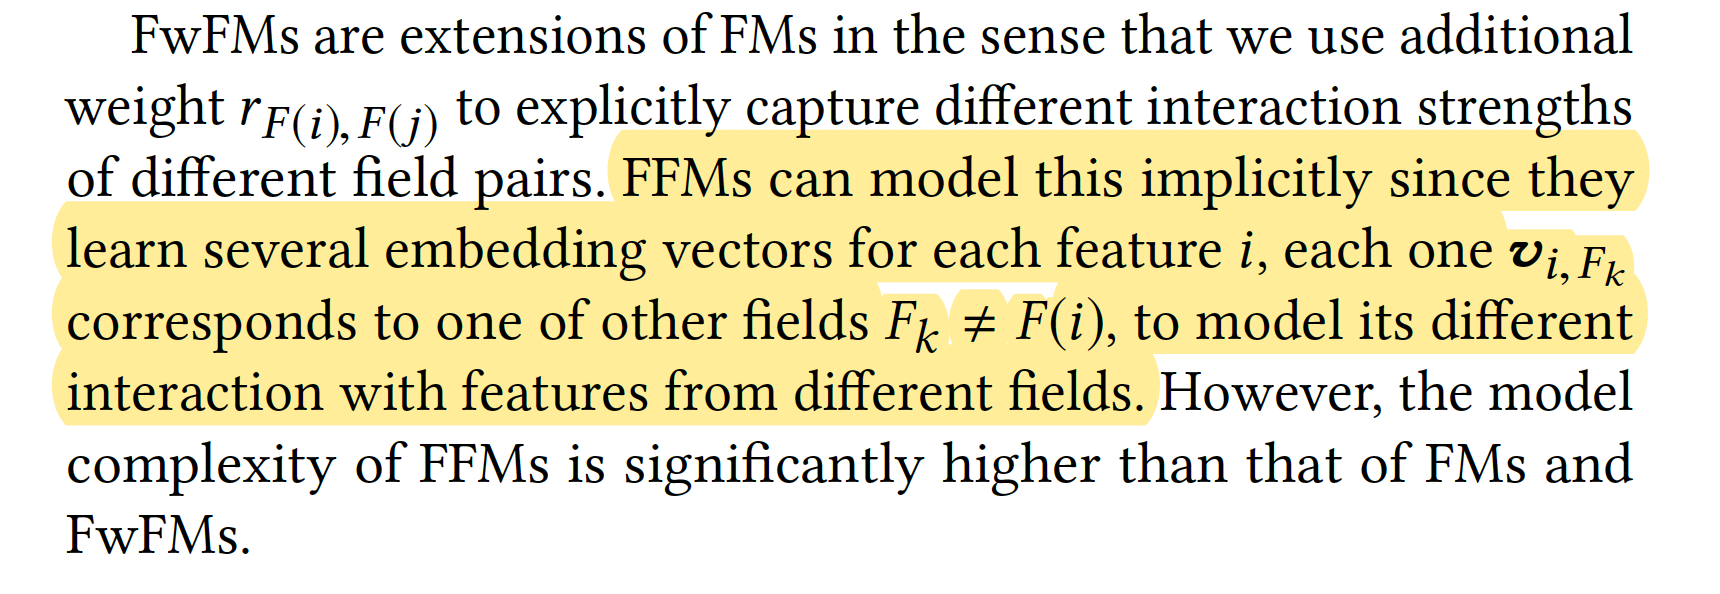 FwFMs are extensions of FMs in the sense that we use additional
weight r_{F(i),F(j)} to explicitly capture different interaction strengths
of different field pairs. FFMs can model this implicitly since they
learn several embedding vectors for each feature i, each one v_{i,F_k}
corresponds to one of other fields F_k ≠ F(i), to model its different
interaction with features from different fields. However, the model
complexity of FFMs is significantly higher than that of FMs and
FwFMs.